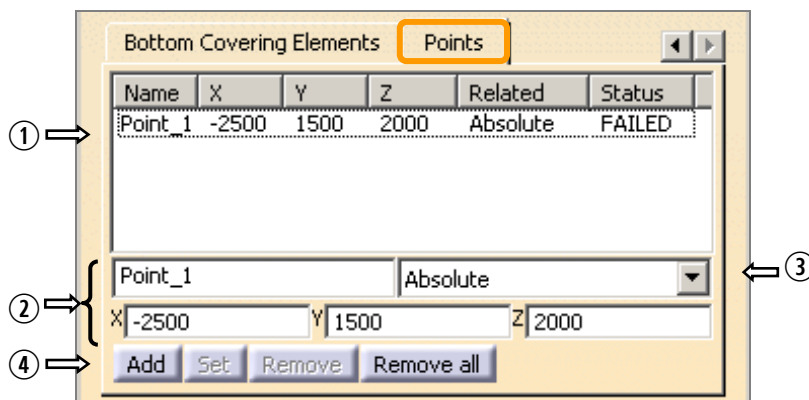 Bottom Covering Elements Points
Name X Y Z Related Status
① Point_1 -2500 1500 2000 Absolute FAILED
Point_1 Absolute ③
② X -2500 Y 1500 Z 2000
④ Add Set Remove Remove all